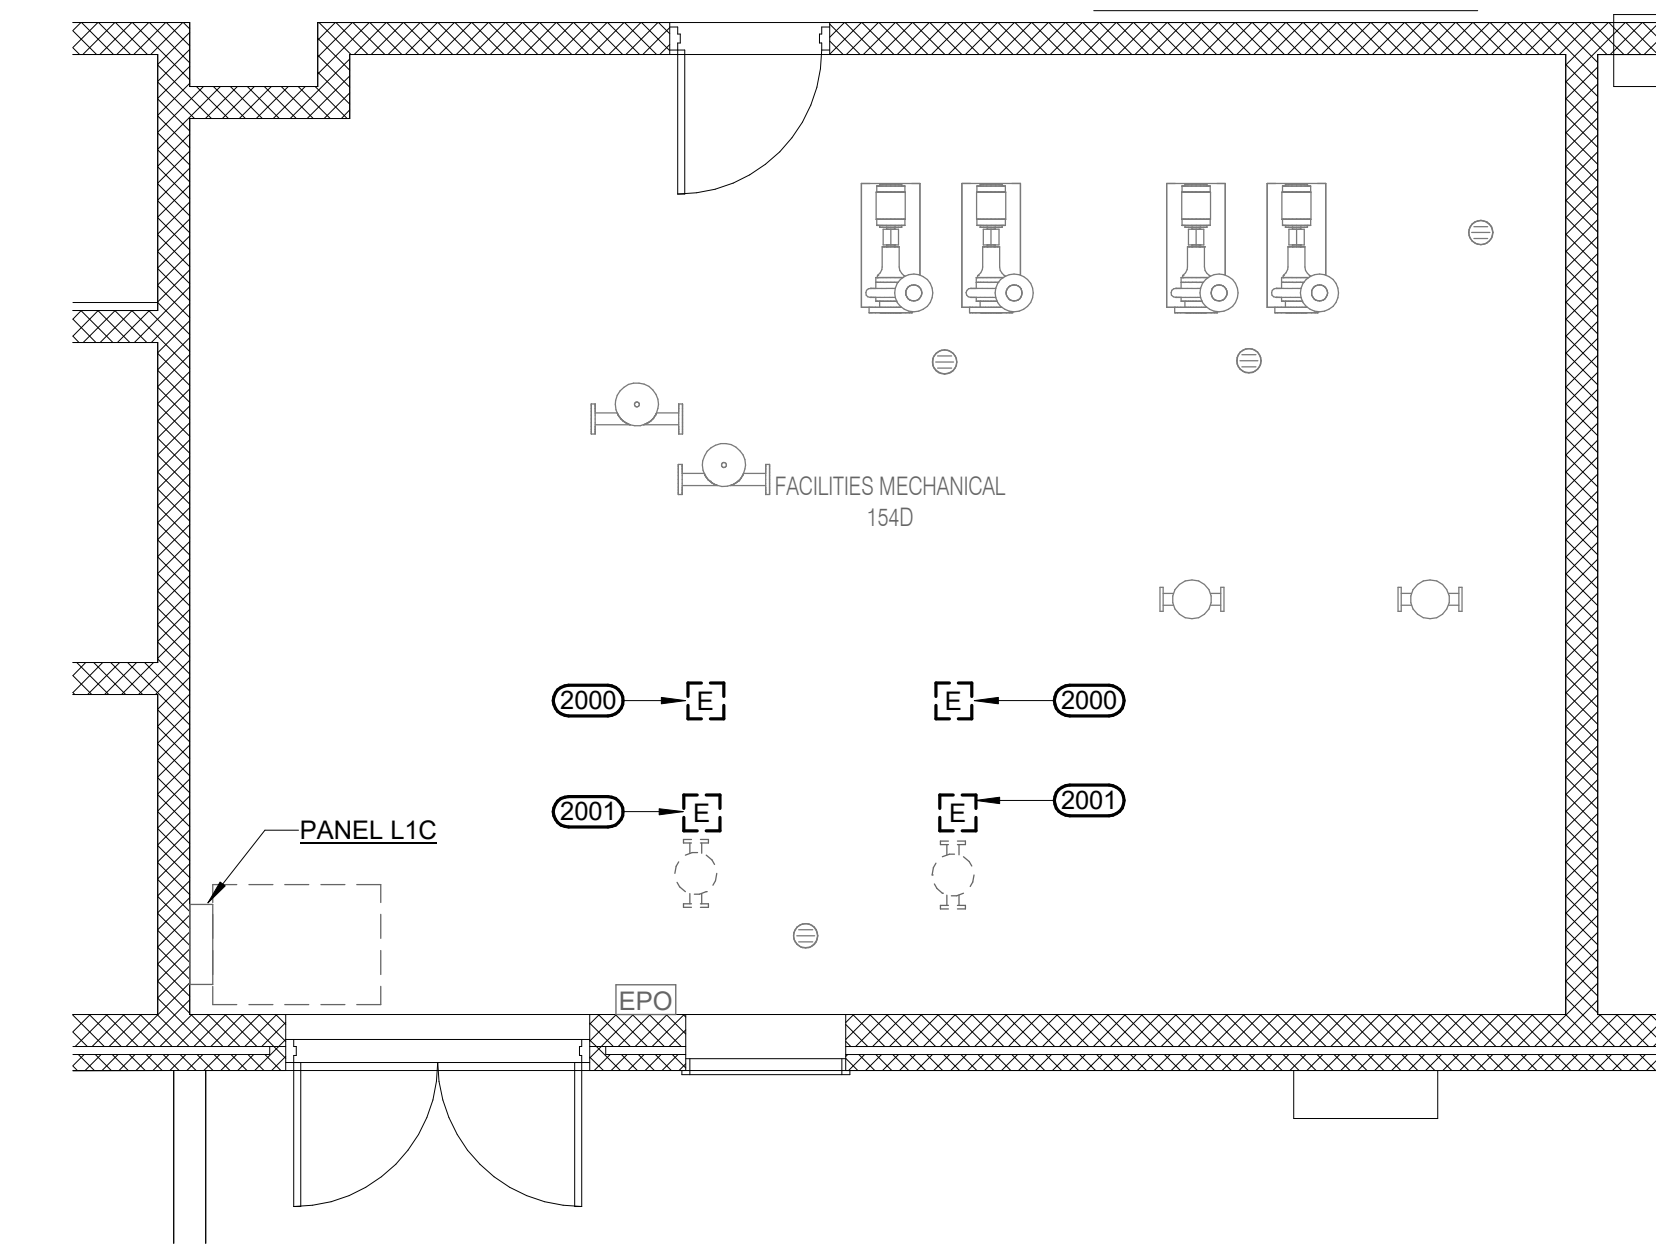 FACILITIES MECHANICAL
154D
2000 E E 2000
2001 E E 2001
PANEL L1C
EPO